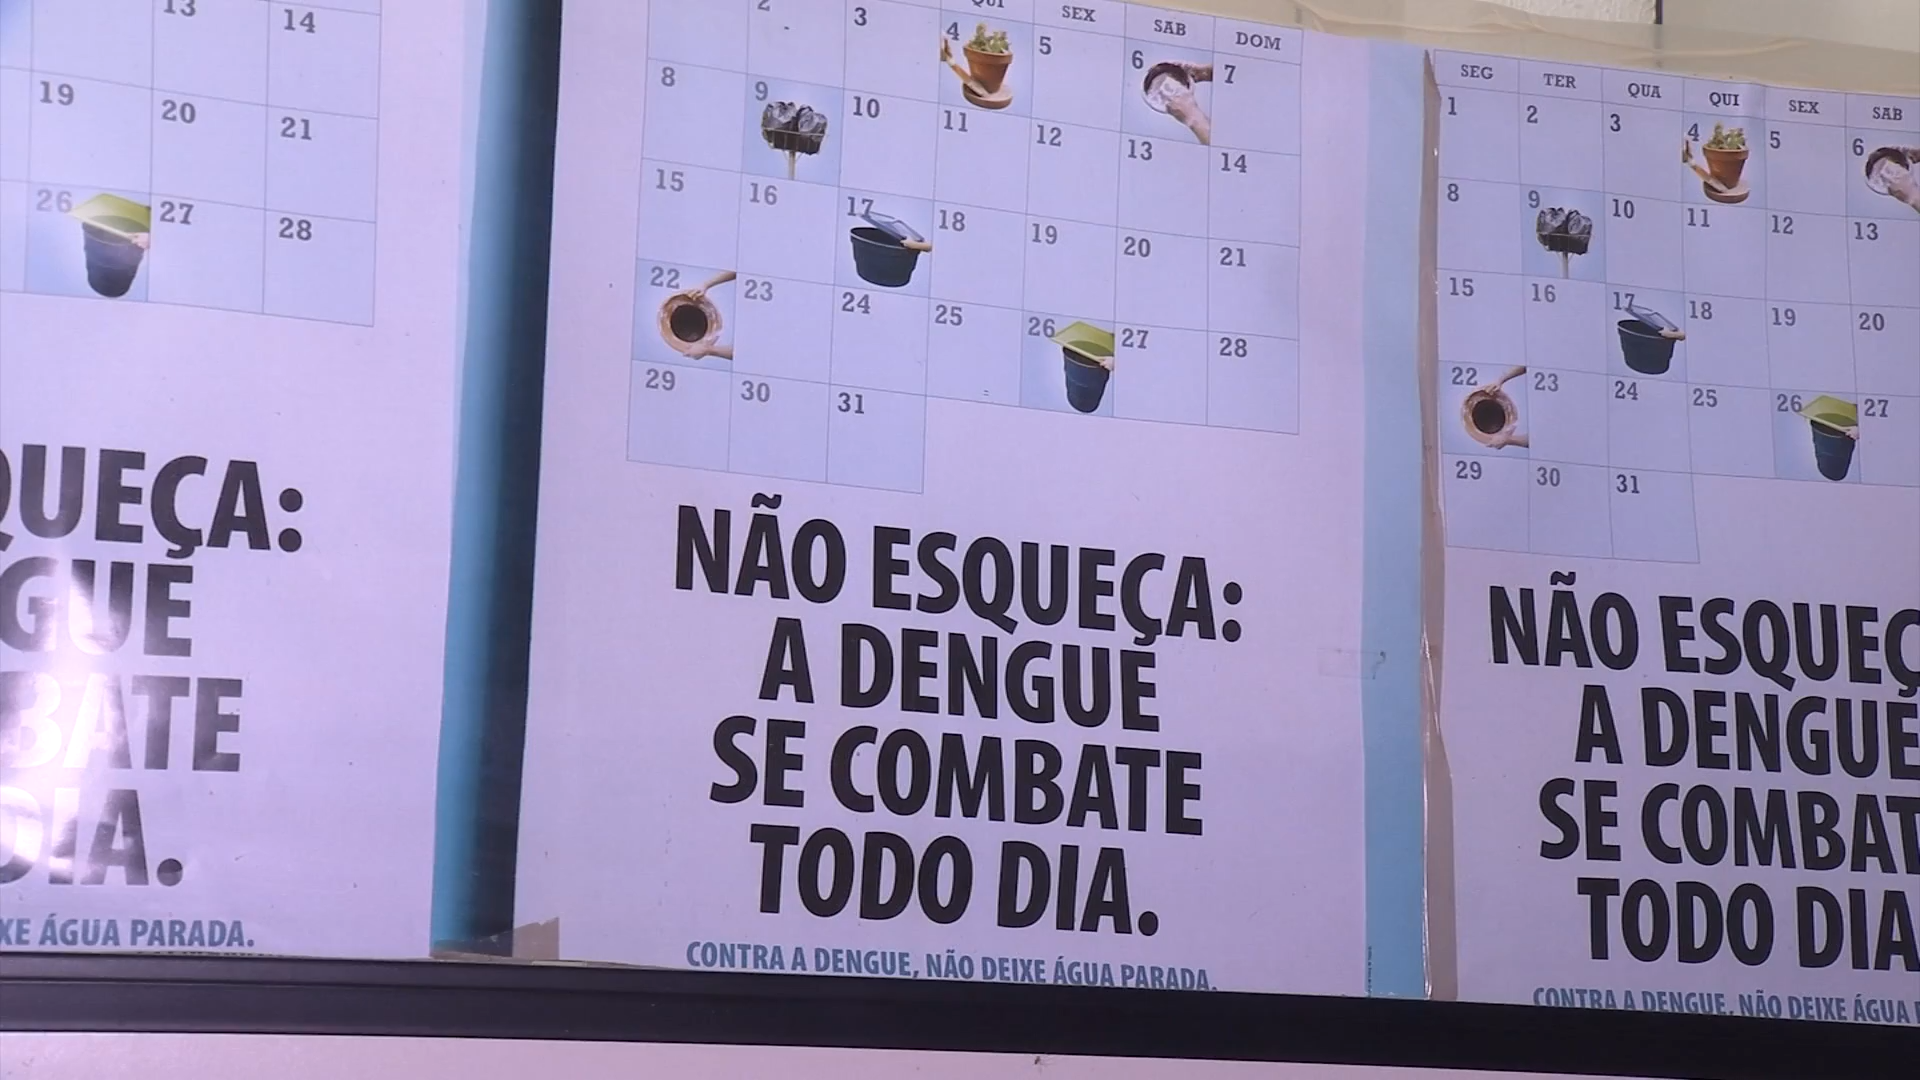 13 14
19 20 21
26 27 28
QUEÇA:
GUE
BATE
DIA.
XE ÁGUA PARADA.
QUI SEX SAB DOM
2 3 4 5 6 7
8 9 10 11 12 13 14
15 16 17 18 19 20 21
22 23 24 25 26 27 28
29 30 31
NÃO ESQUEÇA:
A DENGUE
SE COMBATE
TODO DIA.
CONTRA A DENGUE, NÃO DEIXE ÁGUA PARADA.
SEG TER QUA QUI SEX SAB
1 2 3 4 5 6
8 9 10 11 12 13
15 16 17 18 19 20
22 23 24 25 26 27
29 30 31
NÃO ESQUEÇ
A DENGUE
SE COMBAT
TODO DIA
CONTRA A DENGUE, NÃO DEIXE ÁGUA